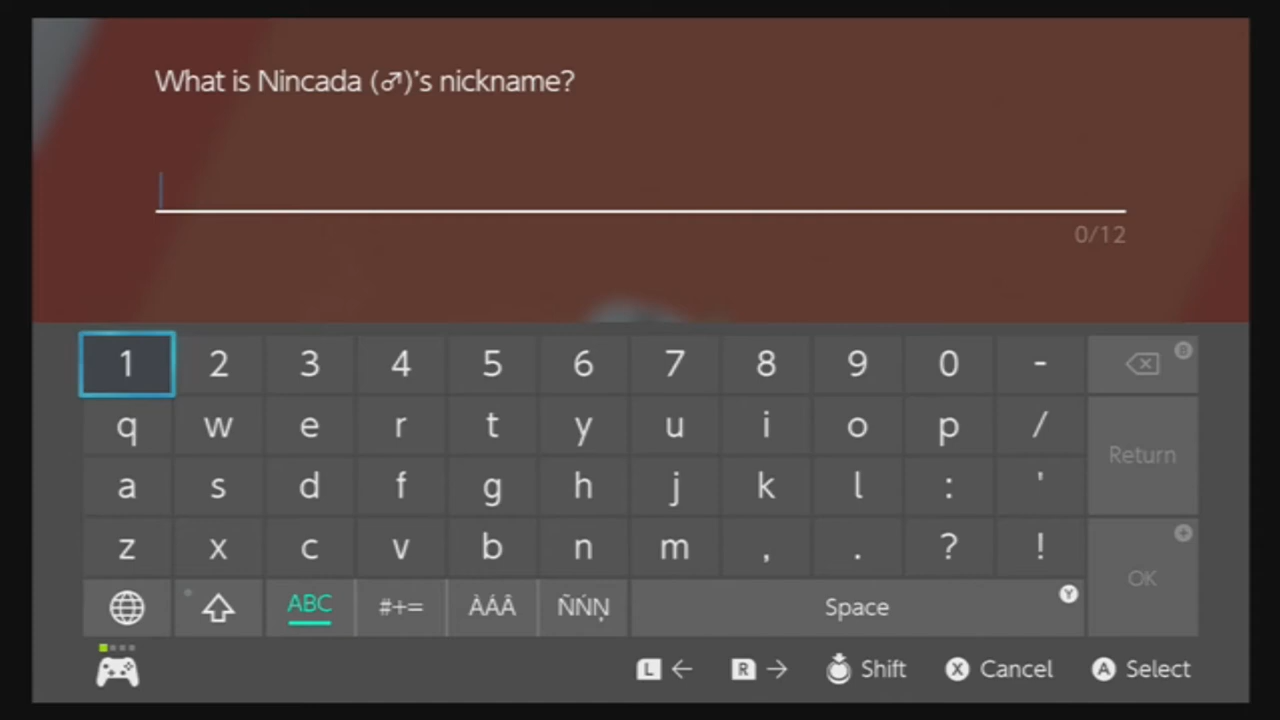 What is Nincada (♂)'s nickname?
0/12
1 2 3 4 5 6 7 8 9 0 -
q w e r t y u i o p /
Return
a s d f g h j k l : '
z x c v b n m , . ? !
OK
ABC #+= ÀÁÂ ÑŃṆ Space Y
L ← R → Shift X Cancel A Select